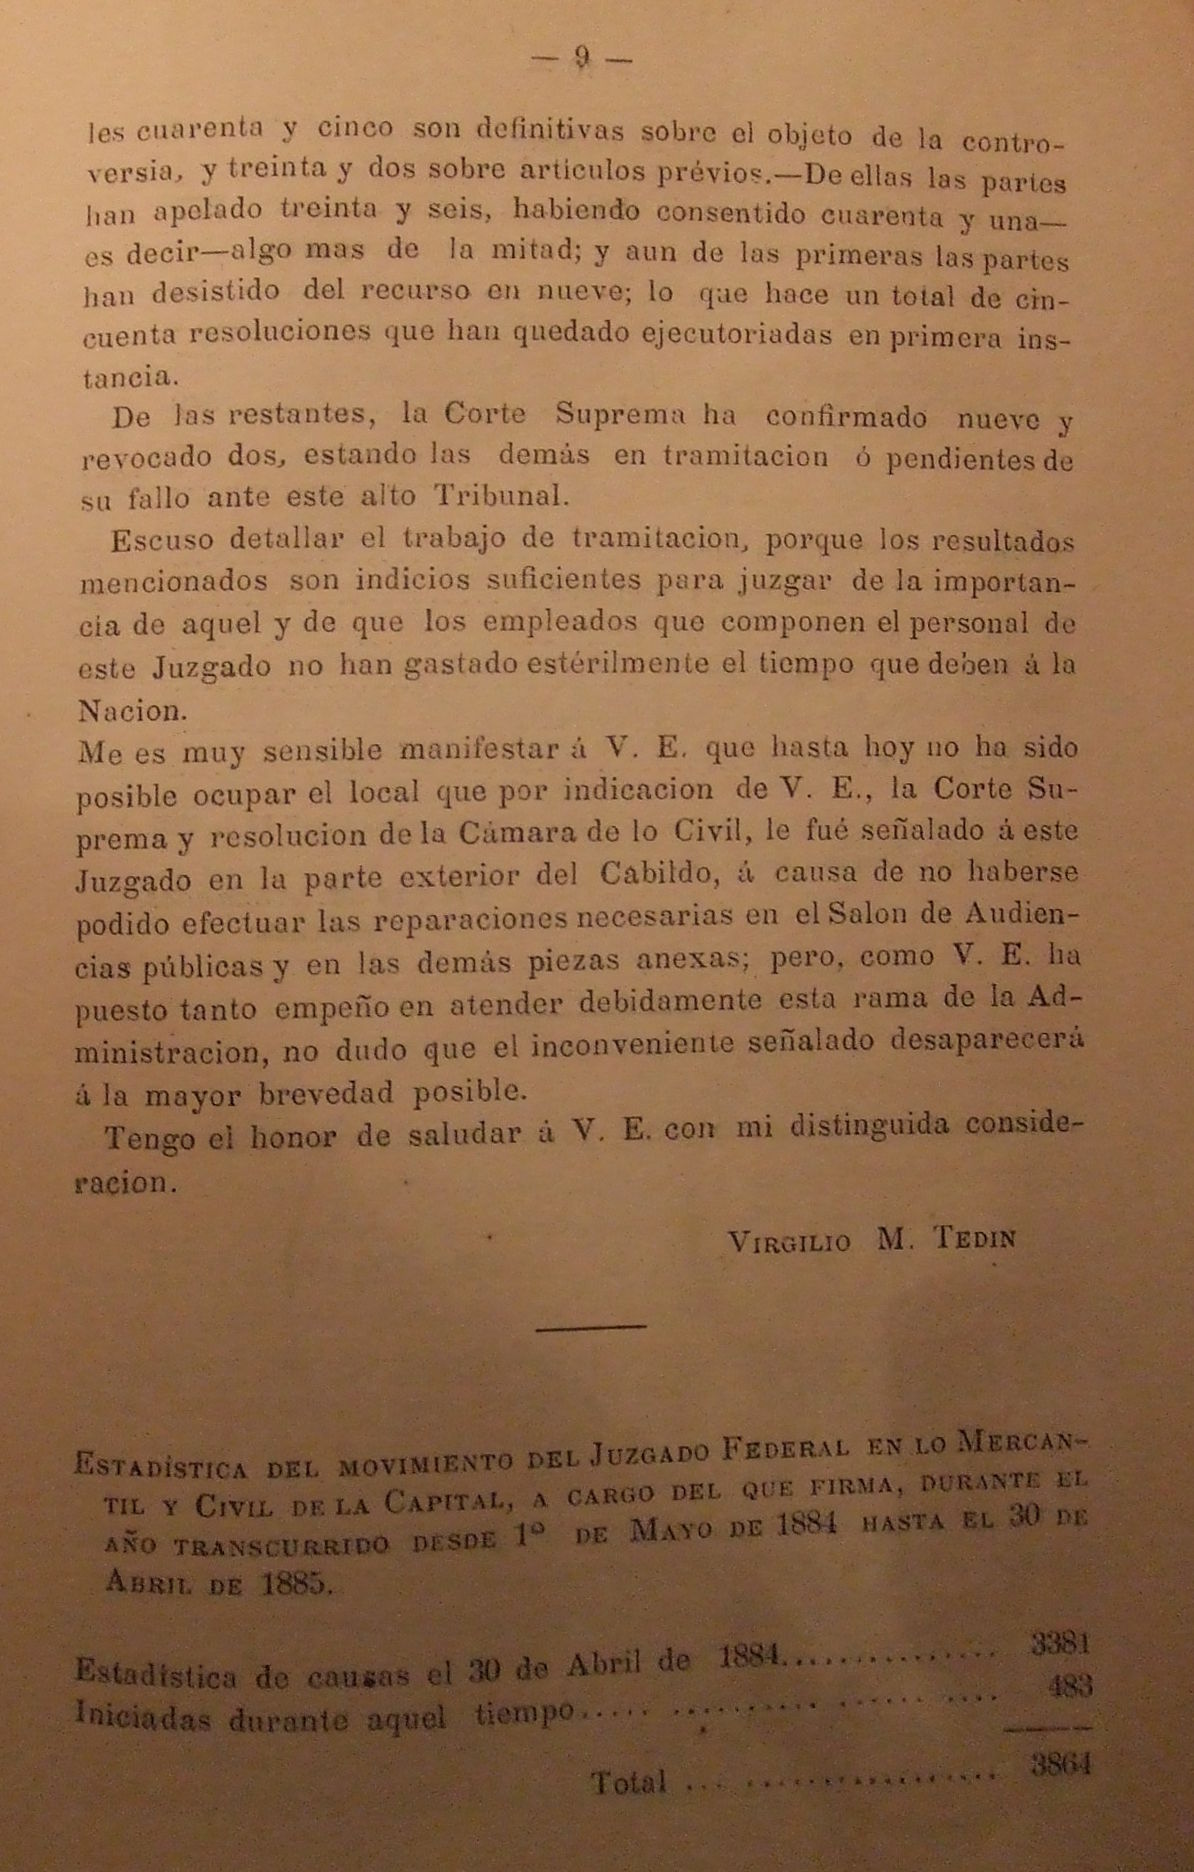 — 9 —
les cuarenta y cinco son definitivas sobre el objeto de la contro-
versia, y treinta y dos sobre artículos prévios.—De ellas las partes
han apelado treinta y seis, habiendo consentido cuarenta y una—
es decir—algo mas de la mitad; y aun de las primeras las partes
han desistido del recurso en nueve; lo que hace un total de cin-
cuenta resoluciones que han quedado ejecutoriadas en primera ins-
tancia.
De las restantes, la Corte Suprema ha confirmado nueve y
revocado dos, estando las demás en tramitacion ó pendientes de
su fallo ante este alto Tribunal.
Escuso detallar el trabajo de tramitacion, porque los resultados
mencionados son indicios suficientes para juzgar de la importan-
cia de aquel y de que los empleados que componen el personal de
este Juzgado no han gastado estérilmente el tiempo que deben á la
Nacion.
Me es muy sensible manifestar á V. E. que hasta hoy no ha sido
posible ocupar el local que por indicacion de V. E., la Corte Su-
prema y resolucion de la Cámara de lo Civil, le fué señalado á este
Juzgado en la parte exterior del Cabildo, á causa de no haberse
podido efectuar las reparaciones necesarias en el Salon de Audien-
cias públicas y en las demás piezas anexas; pero, como V. E. ha
puesto tanto empeño en atender debidamente esta rama de la Ad-
ministracion, no dudo que el inconveniente señalado desaparecerá
á la mayor brevedad posible.
Tengo el honor de saludar á V. E. con mi distinguida conside-
racion.
VIRGILIO M. TEDIN
ESTADÍSTICA DEL MOVIMIENTO DEL JUZGADO FEDERAL EN LO MERCAN-
TIL Y CIVIL DE LA CAPITAL, A CARGO DEL QUE FIRMA, DURANTE EL
AÑO TRANSCURRIDO DESDE 1º DE MAYO DE 1884 HASTA EL 30 DE
ABRIL DE 1885.
Estadística de causas el 30 de Abril de 1884................ 3381
Iniciadas durante aquel tiempo..... .......... ...... .... 483
Total ... .................. 3864